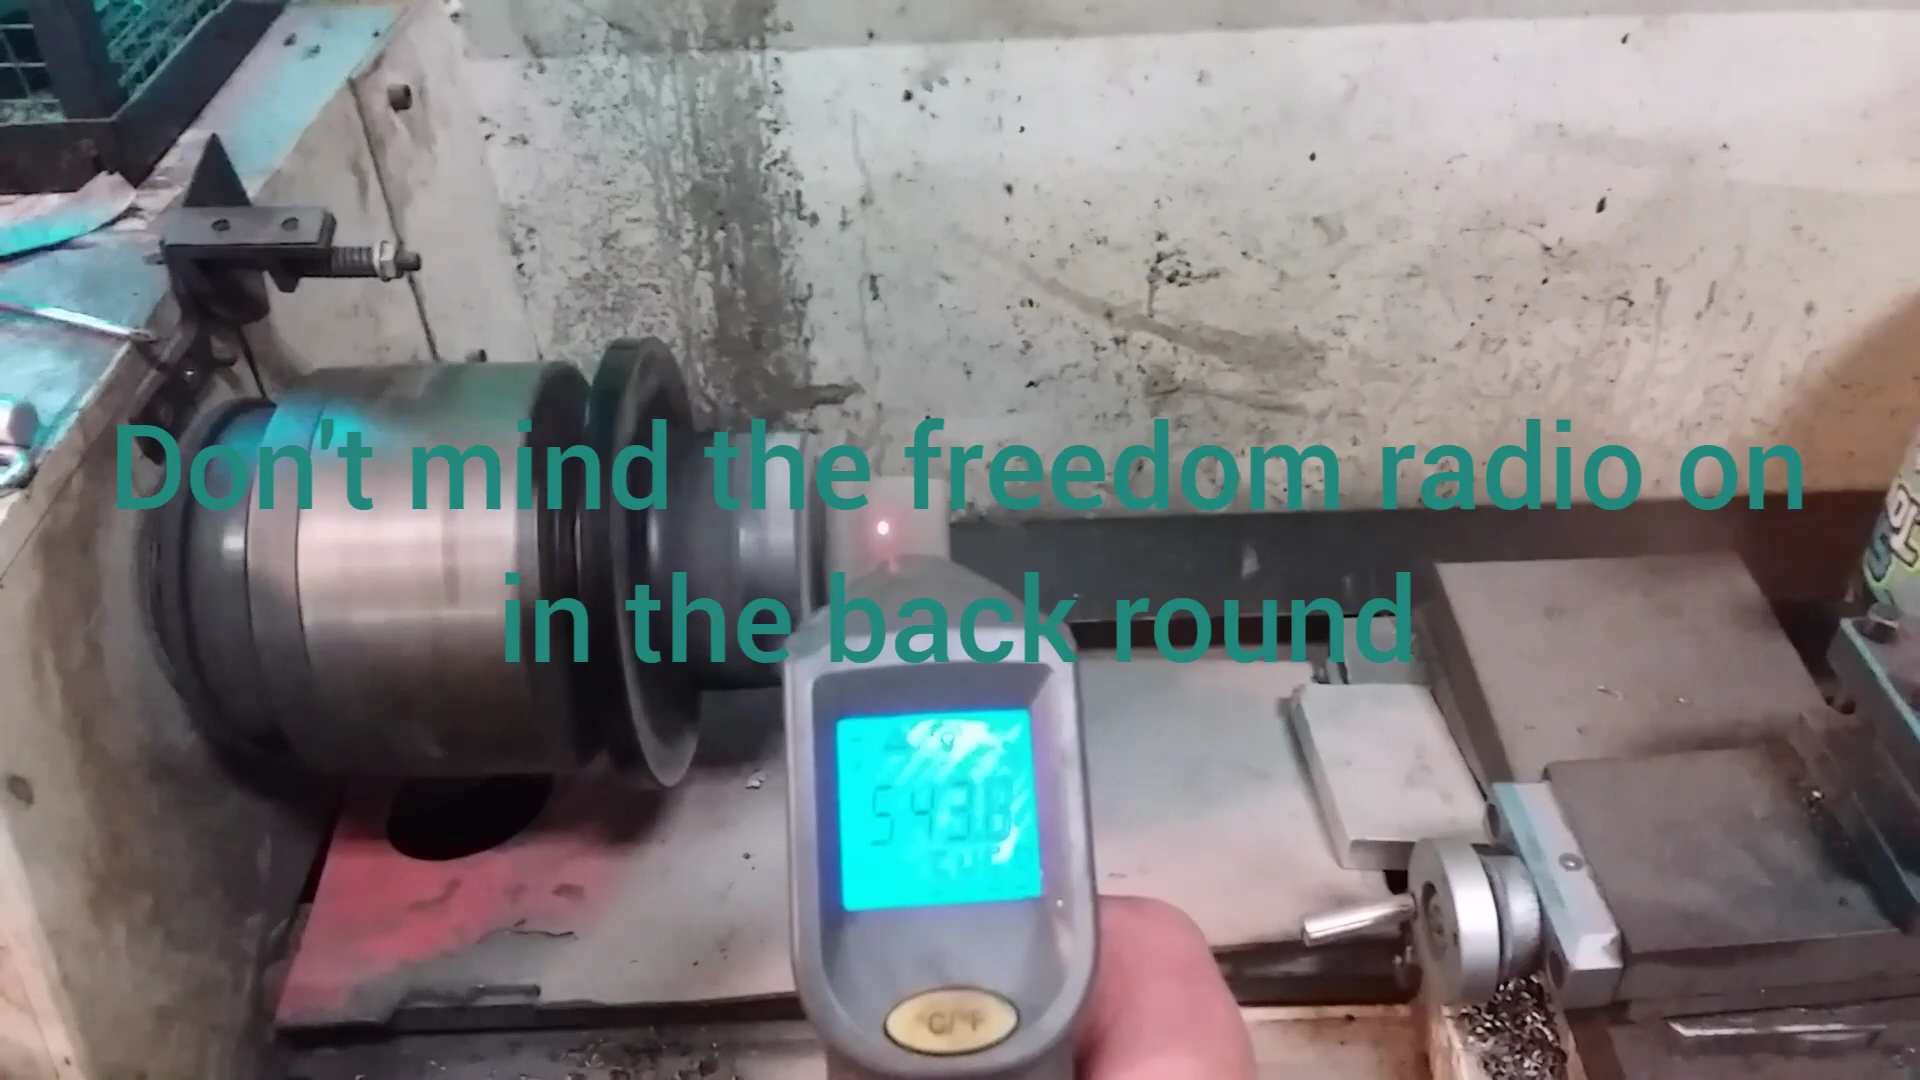 Don't mind the freedom radio on
in the back round
543.8
°C/°F